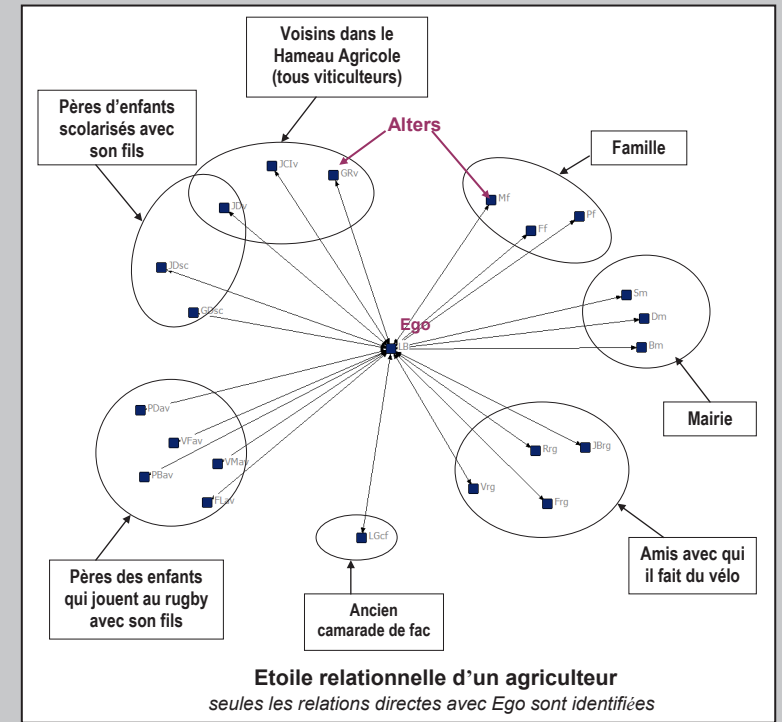 Voisins dans le
Hameau Agricole
(tous viticulteurs)
Pères d'enfants
scolarisés avec
son fils
Alters
Famille
JCIv
GRv
JDv
Mf
Ff
Pf
JDsc
GDsc
Sm
Dm
Bm
Ego
LB
Mairie
PDav
VFav
VMav
PBav
FLav
Rrg
JBrg
Vrg
Frg
LGcf
Pères des enfants
qui jouent au rugby
avec son fils
Ancien
camarade de fac
Amis avec qui
il fait du vélo
Etoile relationnelle d'un agriculteur
seules les relations directes avec Ego sont identifiées